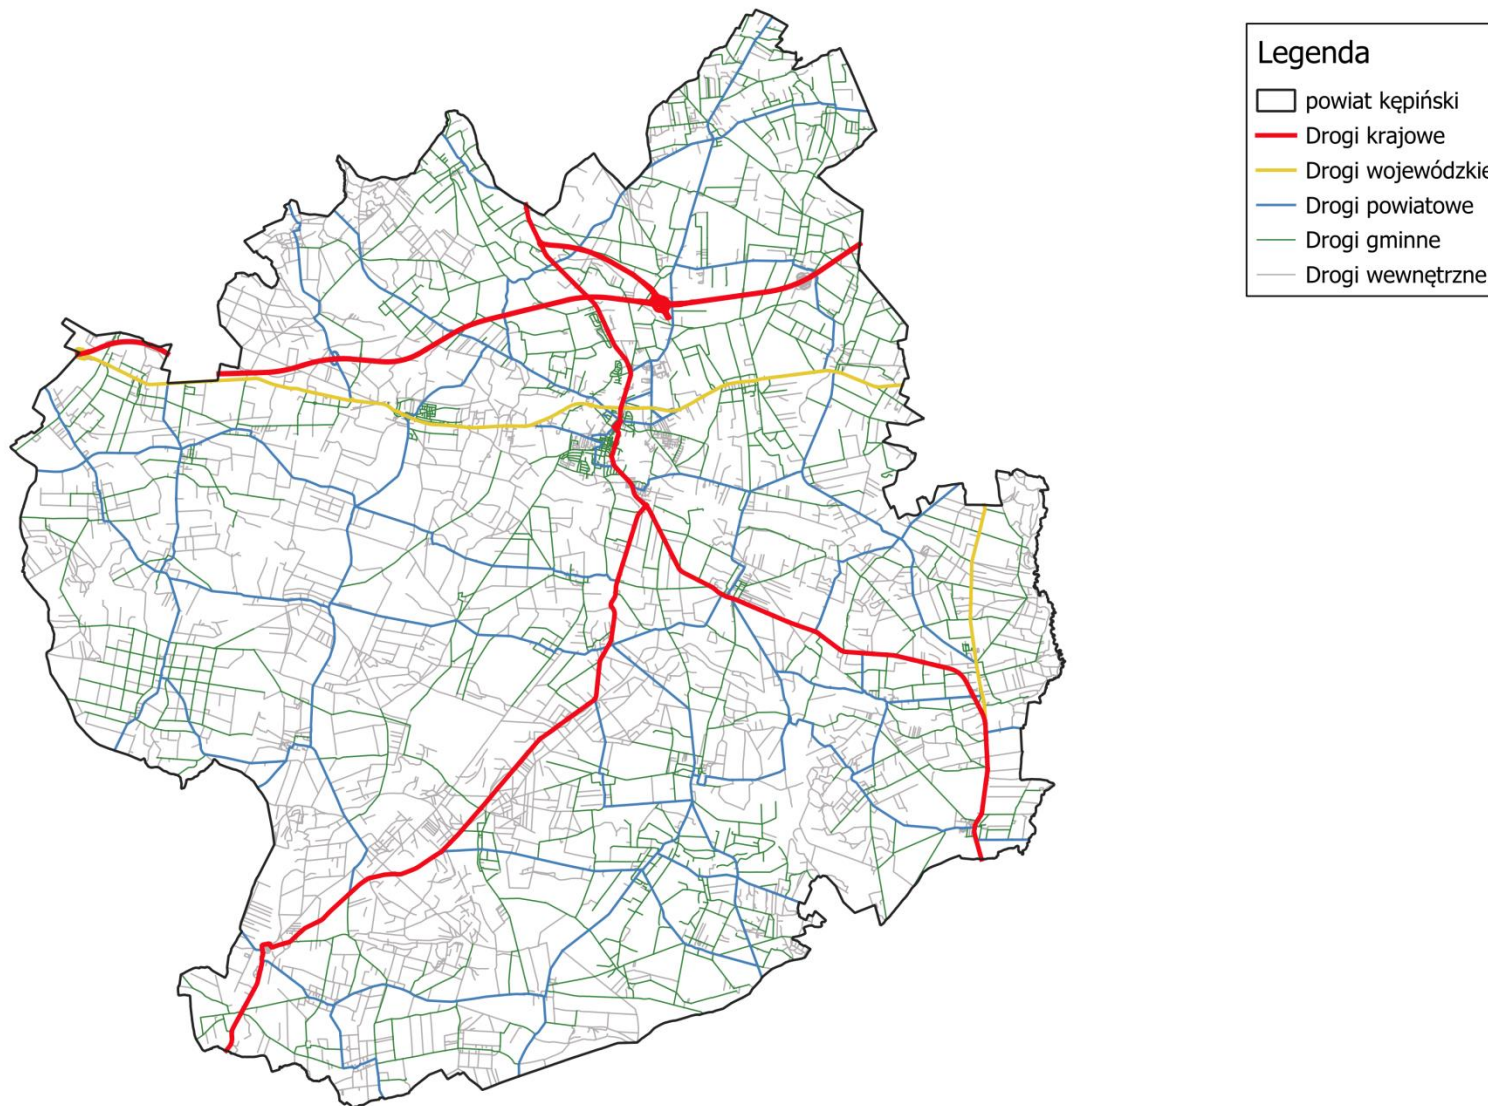 Legenda
powiat kępiński
Drogi krajowe
Drogi wojewódzkie
Drogi powiatowe
Drogi gminne
Drogi wewnętrzne